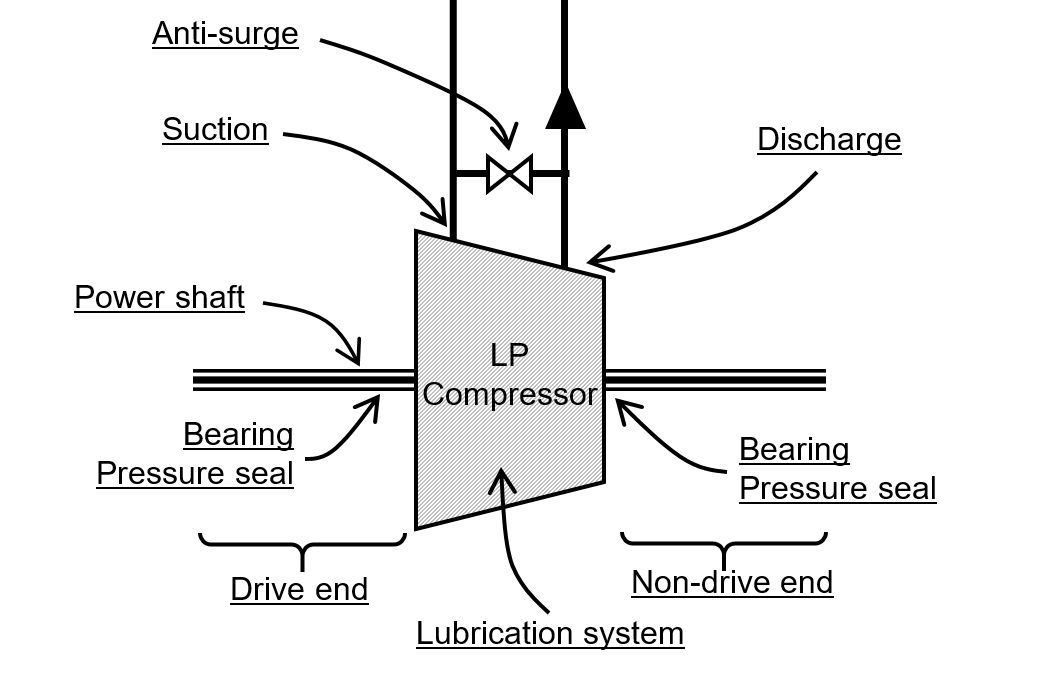 Anti-surge
Suction
Discharge
Power shaft
LP
Compressor
Bearing
Pressure seal
Bearing
Pressure seal
Drive end
Non-drive end
Lubrication system